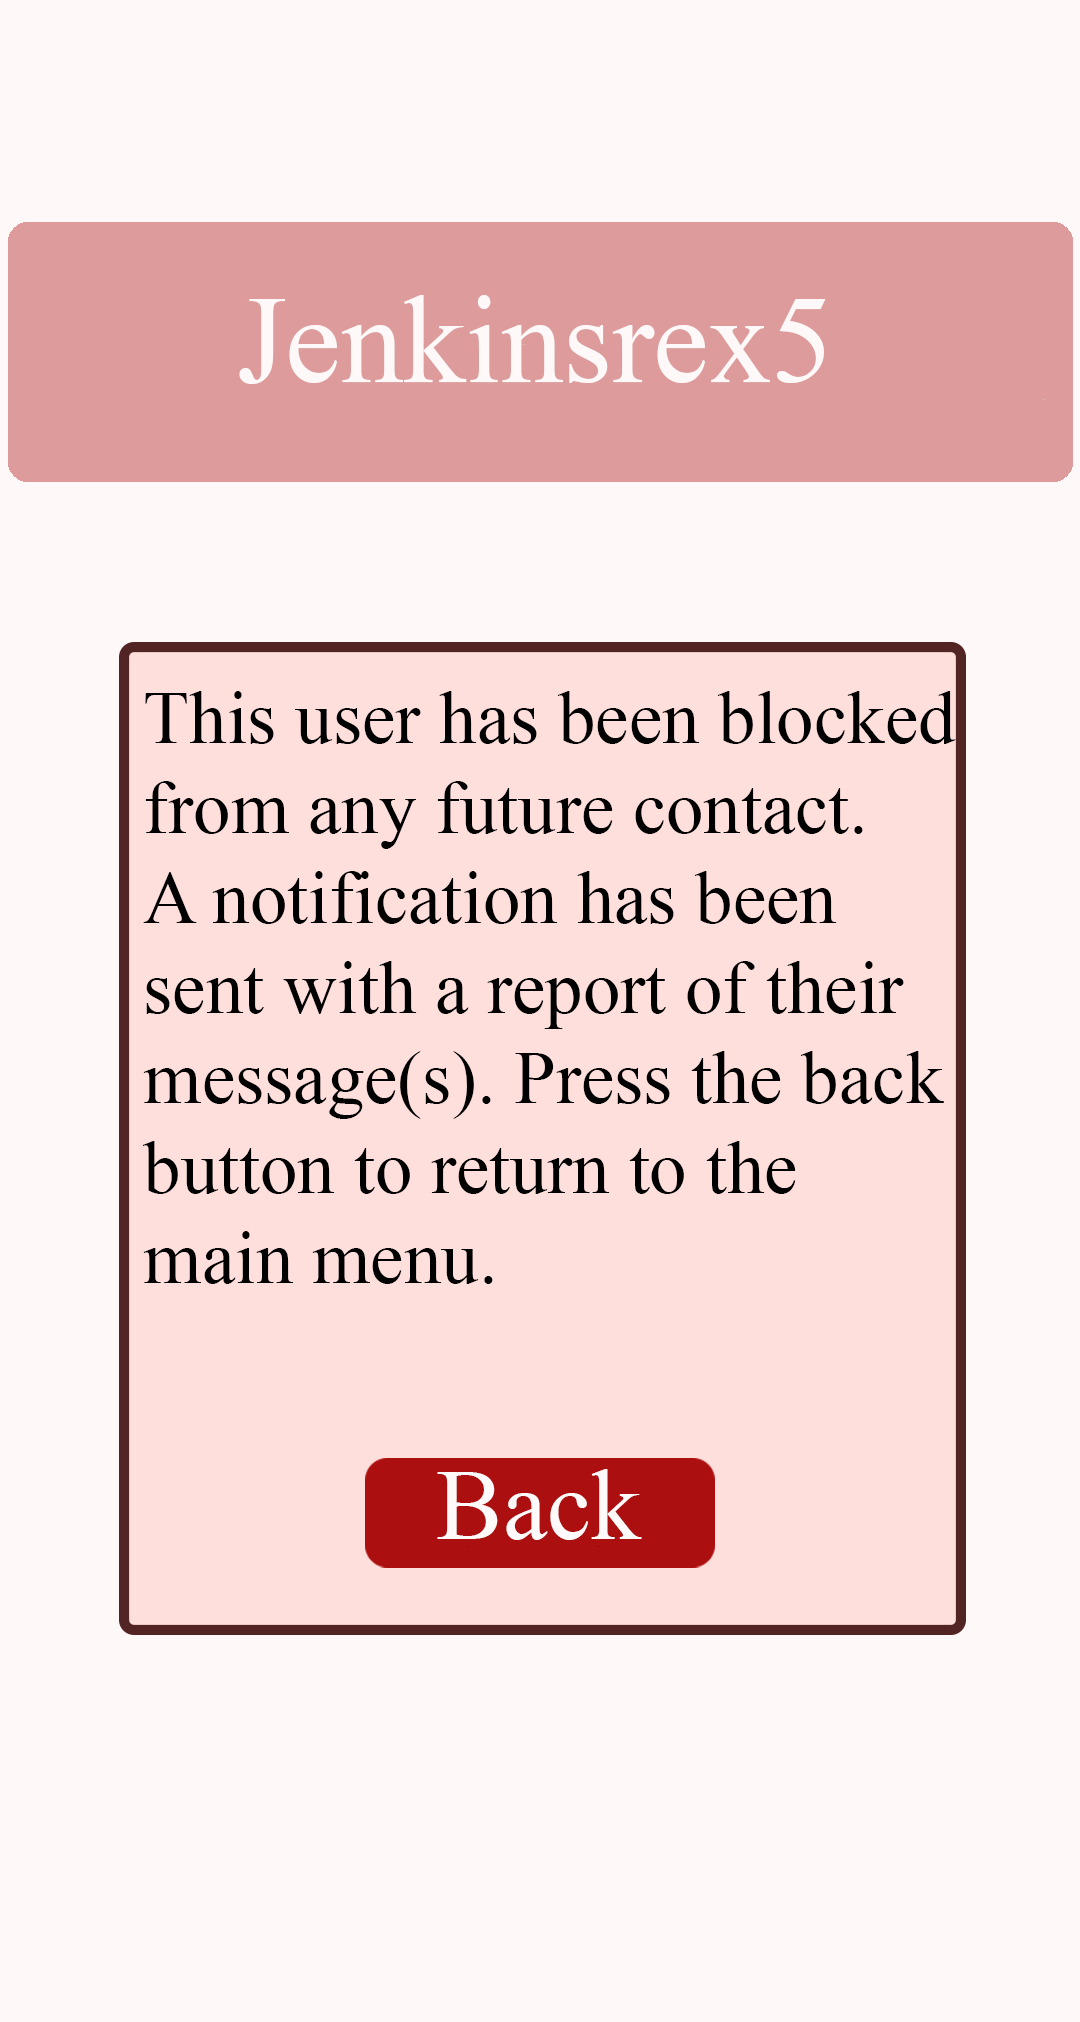 Jenkinsrex5
This user has been blocked
from any future contact.
A notification has been
sent with a report of their
message(s). Press the back
button to return to the
main menu.
Back